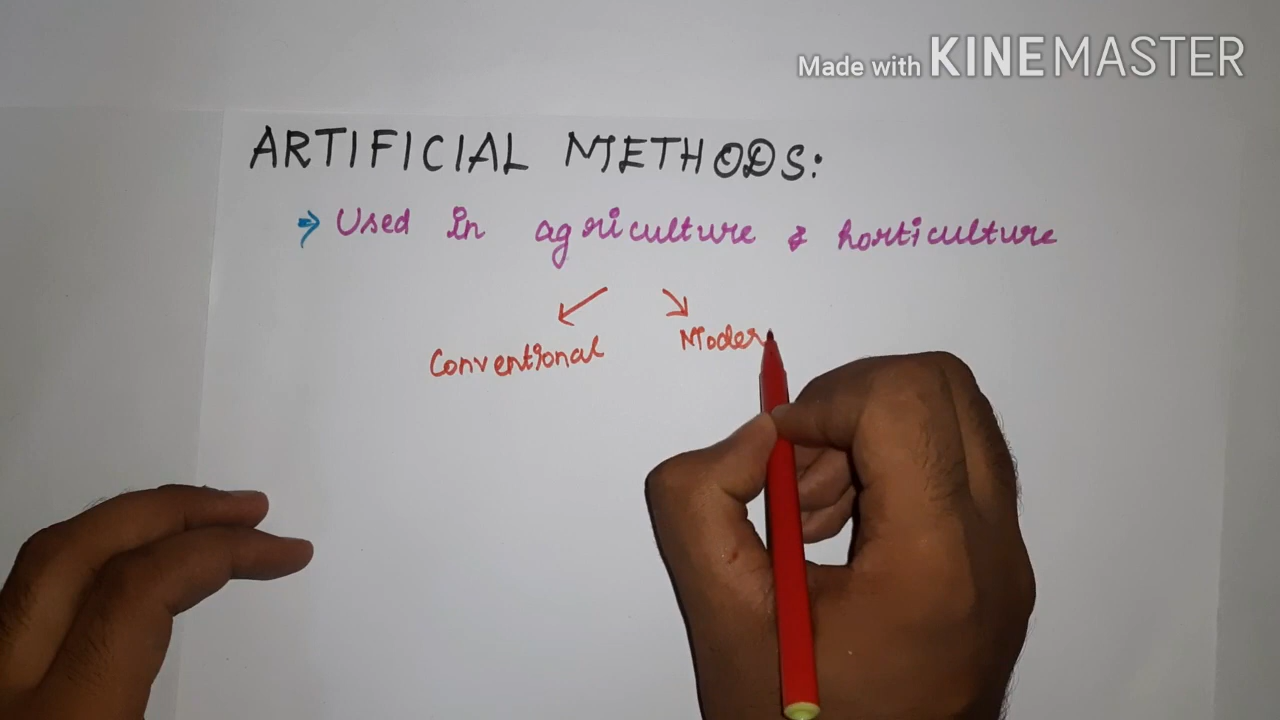 Made with KINEMASTER
ARTIFICIAL METHODS:
⇒ Used in agriculture & horticulture
Conventional Moder